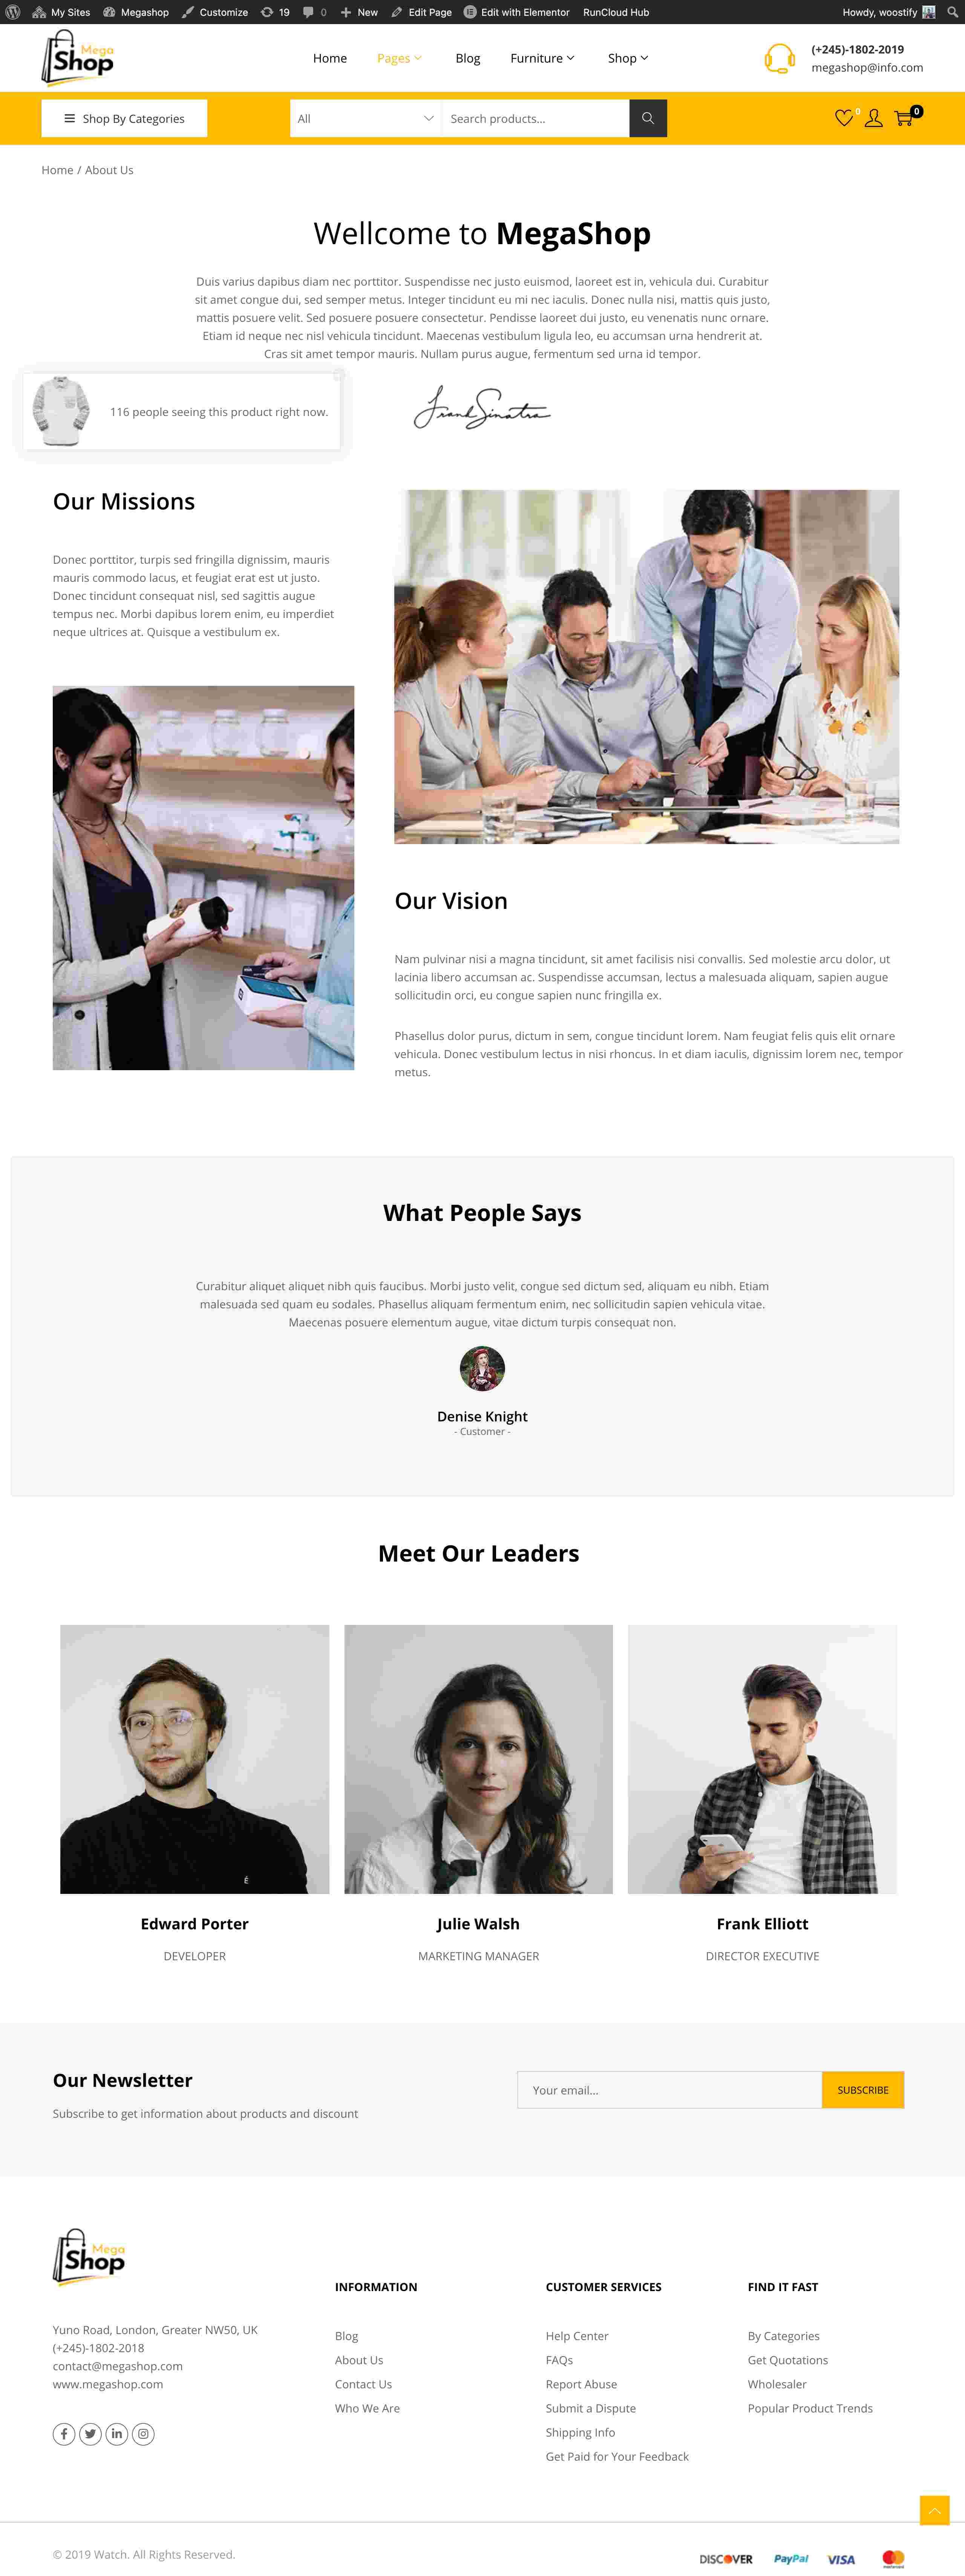 My Sites Megashop Customize 19 0 New Edit Page Edit with Elementor RunCloud Hub Howdy, woostify
Mega
Shop
Home Pages Blog Furniture Shop
(+245)-1802-2019
megashop@info.com
Shop By Categories All Search products... 0 0
Home / About Us
Wellcome to MegaShop
Duis varius dapibus diam nec porttitor. Suspendisse nec justo euismod, laoreet est in, vehicula dui. Curabitur
sit amet congue dui, sed semper metus. Integer tincidunt eu mi nec iaculis. Donec nulla nisi, mattis quis justo,
mattis posuere velit. Sed posuere posuere consectetur. Pendisse laoreet dui justo, eu venenatis nunc ornare.
Etiam id neque nec nisl vehicula tincidunt. Maecenas vestibulum ligula leo, eu accumsan urna hendrerit at.
Cras sit amet tempor mauris. Nullam purus augue, fermentum sed urna id tempor.
116 people seeing this product right now.
Frank Sinatra
Our Missions
Donec porttitor, turpis sed fringilla dignissim, mauris
mauris commodo lacus, et feugiat erat est ut justo.
Donec tincidunt consequat nisl, sed sagittis augue
tempus nec. Morbi dapibus lorem enim, eu imperdiet
neque ultrices at. Quisque a vestibulum ex.
Our Vision
Nam pulvinar nisi a magna tincidunt, sit amet facilisis nisi convallis. Sed molestie arcu dolor, ut
lacinia libero accumsan ac. Suspendisse accumsan, lectus a malesuada aliquam, sapien augue
sollicitudin orci, eu congue sapien nunc fringilla ex.
Phasellus dolor purus, dictum in sem, congue tincidunt lorem. Nam feugiat felis quis elit ornare
vehicula. Donec vestibulum lectus in nisi rhoncus. In et diam iaculis, dignissim lorem nec, tempor
metus.
What People Says
Curabitur aliquet aliquet nibh quis faucibus. Morbi justo velit, congue sed dictum sed, aliquam eu nibh. Etiam
malesuada sed quam eu sodales. Phasellus aliquam fermentum enim, nec sollicitudin sapien vehicula vitae.
Maecenas posuere elementum augue, vitae dictum turpis consequat non.
Denise Knight
- Customer -
Meet Our Leaders
Edward Porter
DEVELOPER
Julie Walsh
MARKETING MANAGER
Frank Elliott
DIRECTOR EXECUTIVE
Our Newsletter
Subscribe to get information about products and discount
Your email... SUBSCRIBE
Mega
Shop
Yuno Road, London, Greater NW50, UK
(+245)-1802-2018
contact@megashop.com
www.megashop.com
INFORMATION
Blog
About Us
Contact Us
Who We Are
CUSTOMER SERVICES
Help Center
FAQs
Report Abuse
Submit a Dispute
Shipping Info
Get Paid for Your Feedback
FIND IT FAST
By Categories
Get Quotations
Wholesaler
Popular Product Trends
© 2019 Watch. All Rights Reserved.
DISCOVER PayPal VISA mastercard